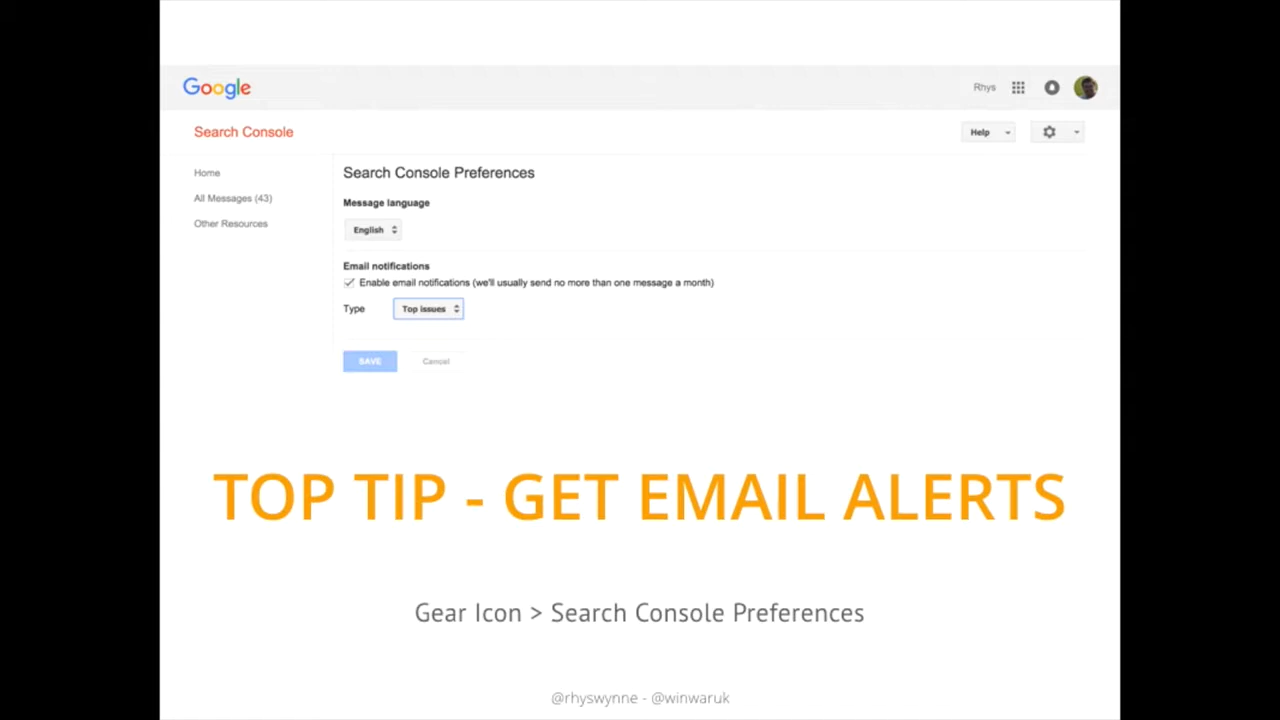 Google
Rhys
Search Console
Help
Home
All Messages (43)
Other Resources
Search Console Preferences
Message language
English
Email notifications
Enable email notifications (we'll usually send no more than one message a month)
Type Top issues
SAVE Cancel
TOP TIP - GET EMAIL ALERTS
Gear Icon > Search Console Preferences
@rhyswynne - @winwaruk